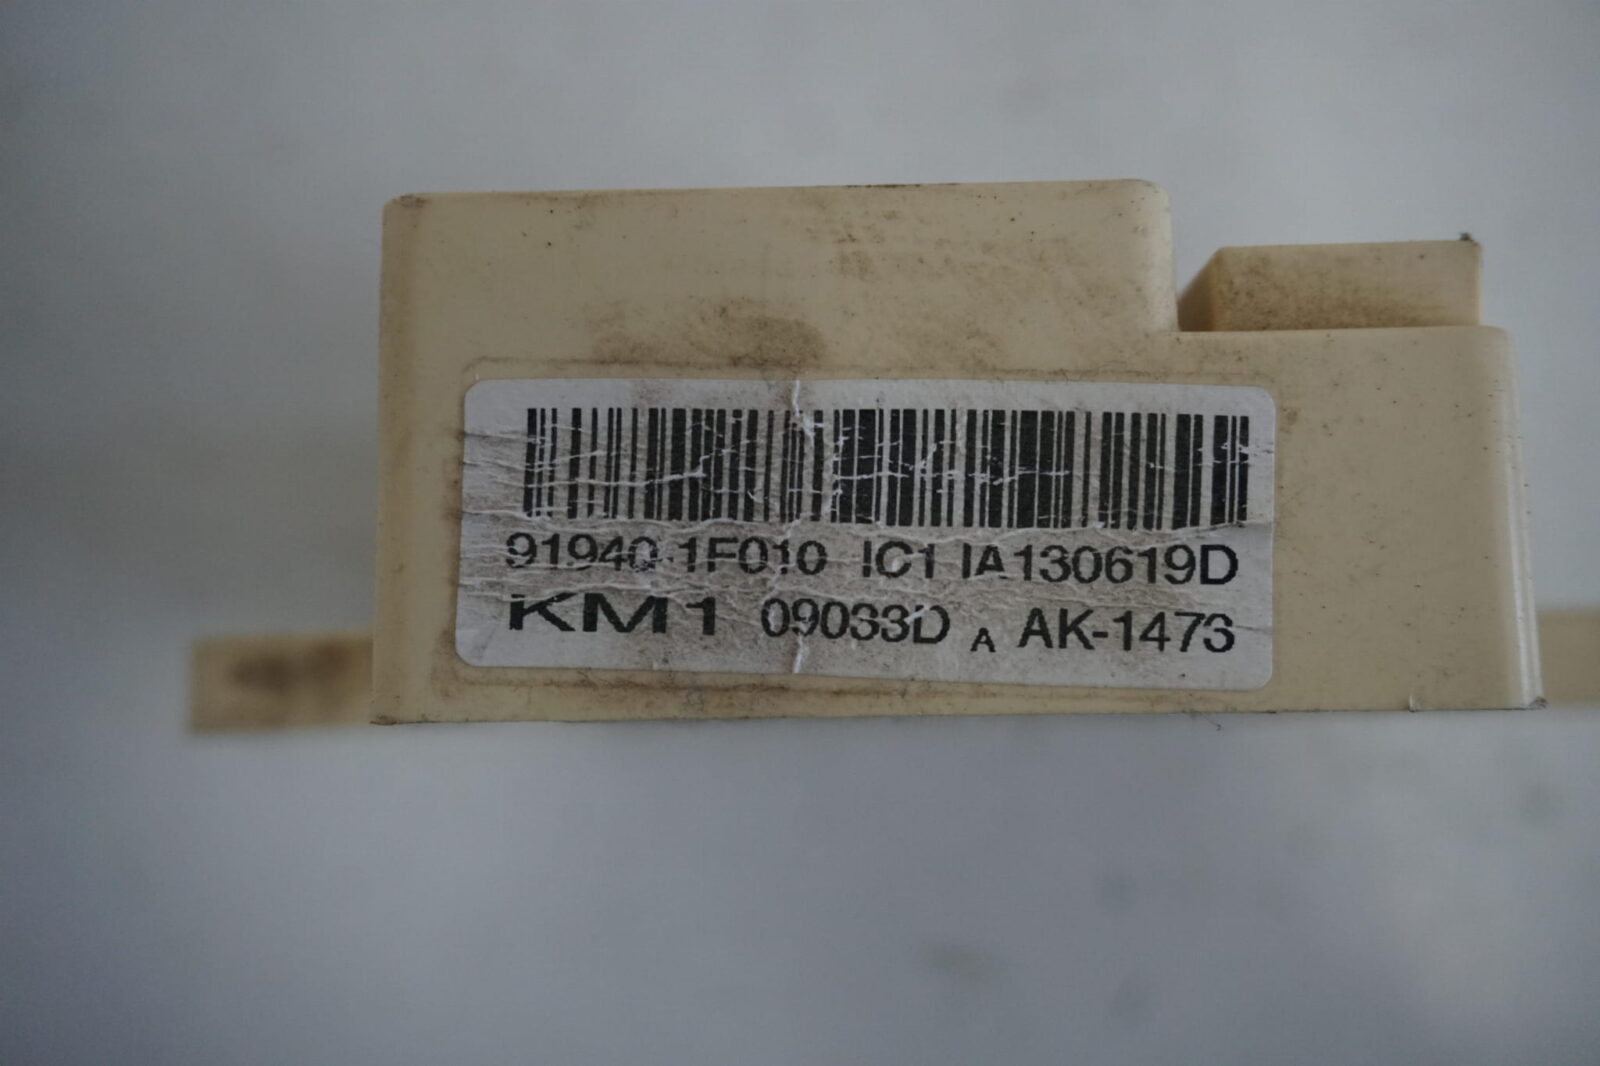 91940-1F010 IC1 IA130619D
KM1 09033D A AK-1473